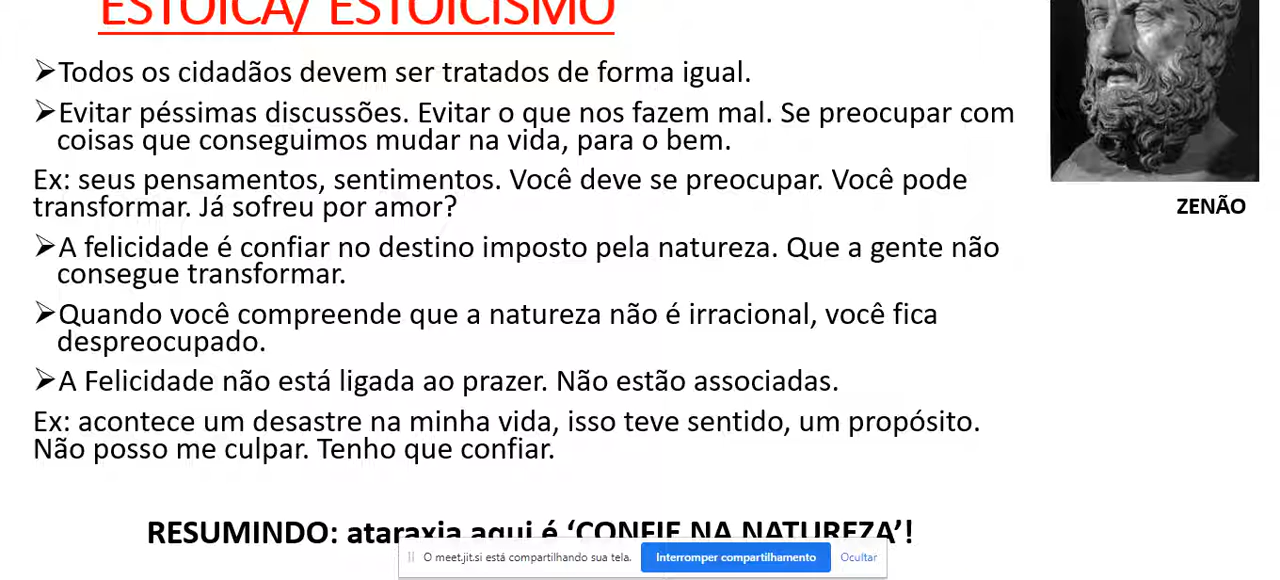 ESTOICA/ ESTOICISMO
➢Todos os cidadãos devem ser tratados de forma igual.
➢Evitar péssimas discussões. Evitar o que nos fazem mal. Se preocupar com
coisas que conseguimos mudar na vida, para o bem.
Ex: seus pensamentos, sentimentos. Você deve se preocupar. Você pode
transformar. Já sofreu por amor?
ZENÃO
➢A felicidade é confiar no destino imposto pela natureza. Que a gente não
consegue transformar.
➢Quando você compreende que a natureza não é irracional, você fica
despreocupado.
➢A Felicidade não está ligada ao prazer. Não estão associadas.
Ex: acontece um desastre na minha vida, isso teve sentido, um propósito.
Não posso me culpar. Tenho que confiar.
RESUMINDO: ataraxia aqui é ‘CONFIE NA NATUREZA’!
O meet.jit.si está compartilhando sua tela. Interromper compartilhamento Ocultar